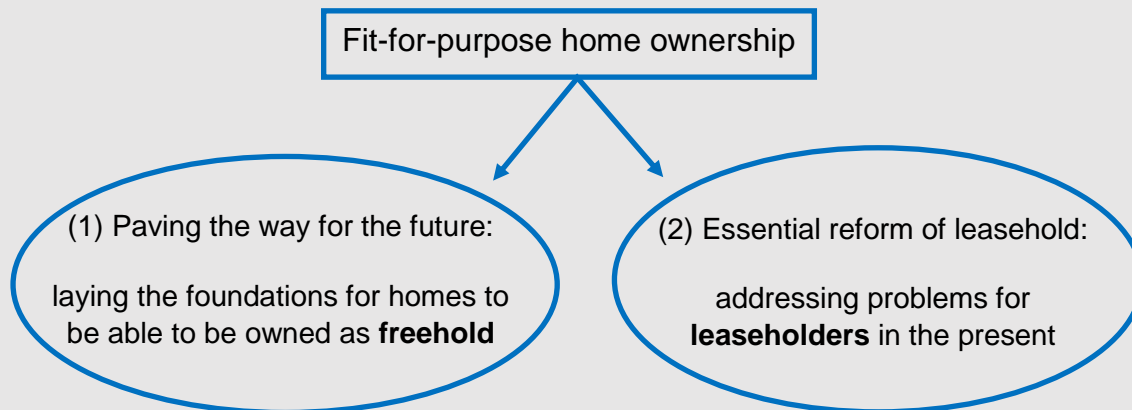 Fit-for-purpose home ownership
(1) Paving the way for the future:
laying the foundations for homes to
be able to be owned as freehold
(2) Essential reform of leasehold:
addressing problems for
leaseholders in the present